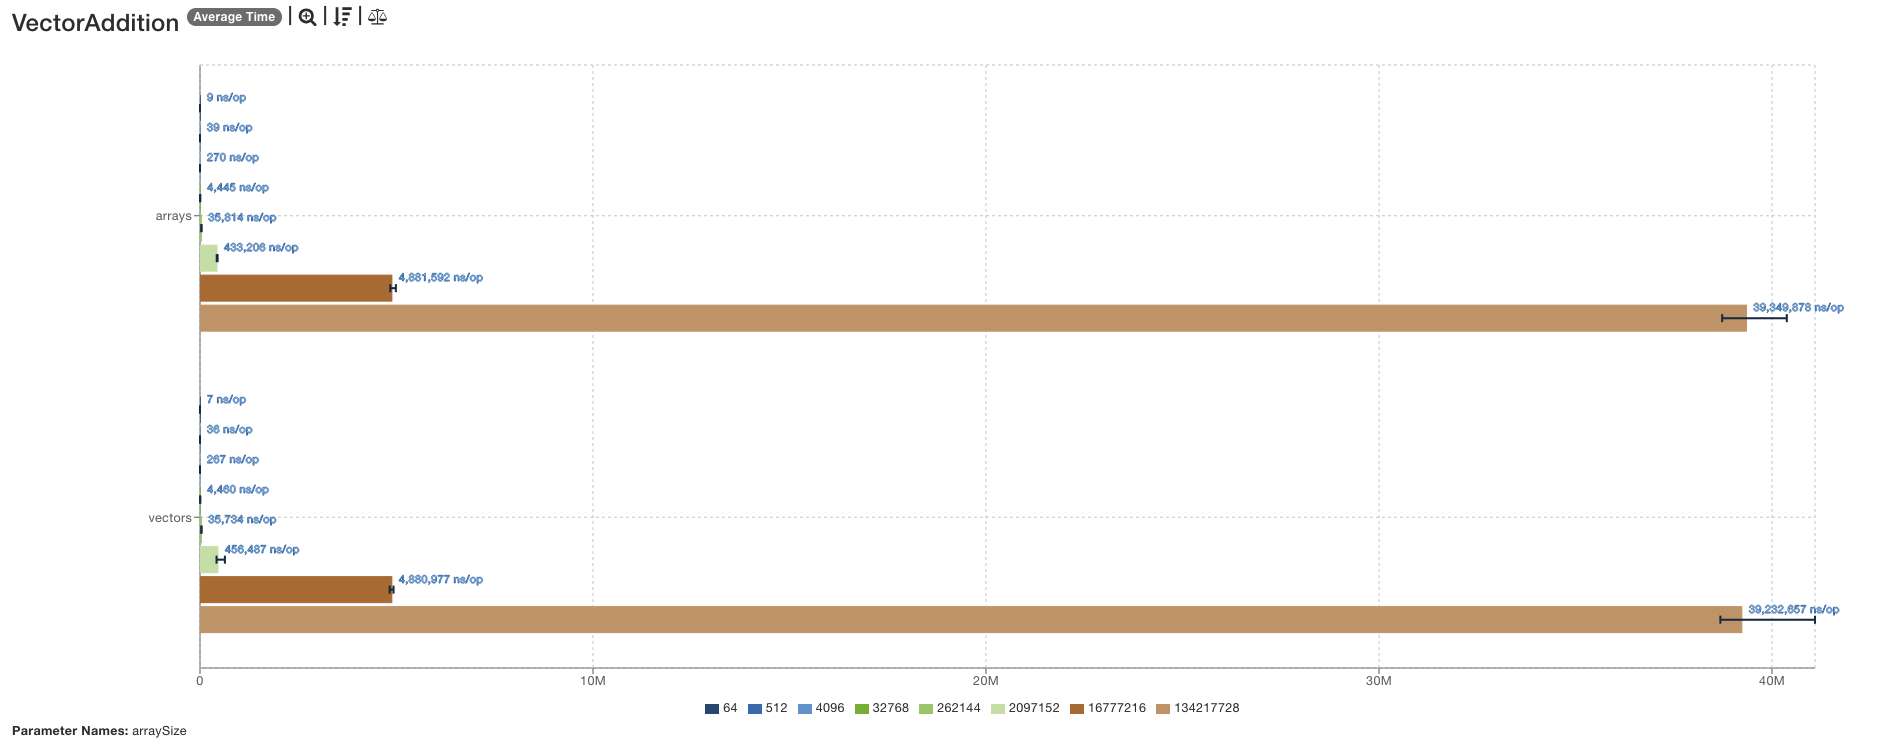 VectorAddition Average Time
9 ns/op
39 ns/op
270 ns/op
4,445 ns/op
arrays
35,814 ns/op
433,206 ns/op
4,881,592 ns/op
39,349,878 ns/op
7 ns/op
36 ns/op
267 ns/op
4,460 ns/op
vectors
35,734 ns/op
456,487 ns/op
4,880,977 ns/op
39,232,657 ns/op
0 10M 20M 30M 40M
64 512 4096 32768 262144 2097152 16777216 134217728
Parameter Names: arraySize